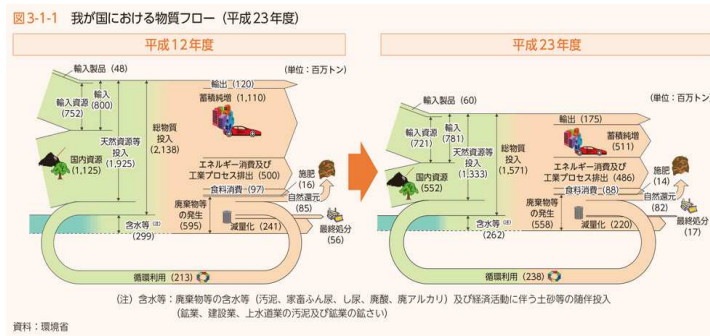 図3-1-1 我が国における物質フロー（平成23年度）
平成12年度
（単位：百万トン）
輸入製品（48）
輸入資源
（752）
輸入
（800）
国内資源
（1,125）
天然資源等
投入
（1,925）
総物質
投入
（2,138）
輸出（120）
蓄積純増（1,110）
エネルギー消費及び
工業プロセス排出（500）
食料消費（97）
施肥
（16）
自然還元
（85）
廃棄物等
の発生
（595）
減量化（241）
最終処分
（56）
含水等（注）
（299）
循環利用（213）
平成23年度
（単位：百万トン）
輸入製品（60）
輸入資源
（721）
輸入
（781）
国内資源
（552）
天然資源等
投入
（1,333）
総物質
投入
（1,571）
輸出（175）
蓄積純増
（511）
エネルギー消費及び
工業プロセス排出（486）
食料消費（88）
施肥
（14）
自然還元
（82）
廃棄物等
の発生
（558）
減量化（220）
最終処分
（17）
含水等（注）
（262）
循環利用（238）
（注）含水等：廃棄物等の含水等（汚泥、家畜ふん尿、し尿、廃酸、廃アルカリ）及び経済活動に伴う土砂等の随伴投入
（鉱業、建設業、上水道業の汚泥及び鉱業の鉱さい）
資料：環境省